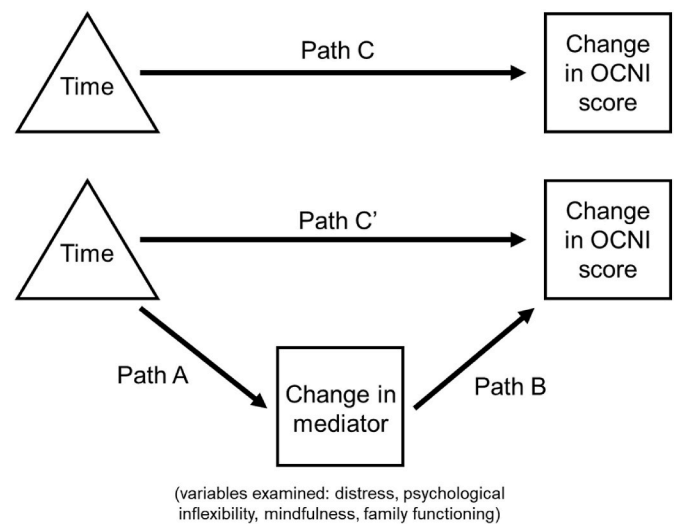 Path C
Time
Change
in OCNI
score
Path C’
Time
Change
in OCNI
score
Path A
Change in
mediator
Path B
(variables examined: distress, psychological
inflexibility, mindfulness, family functioning)